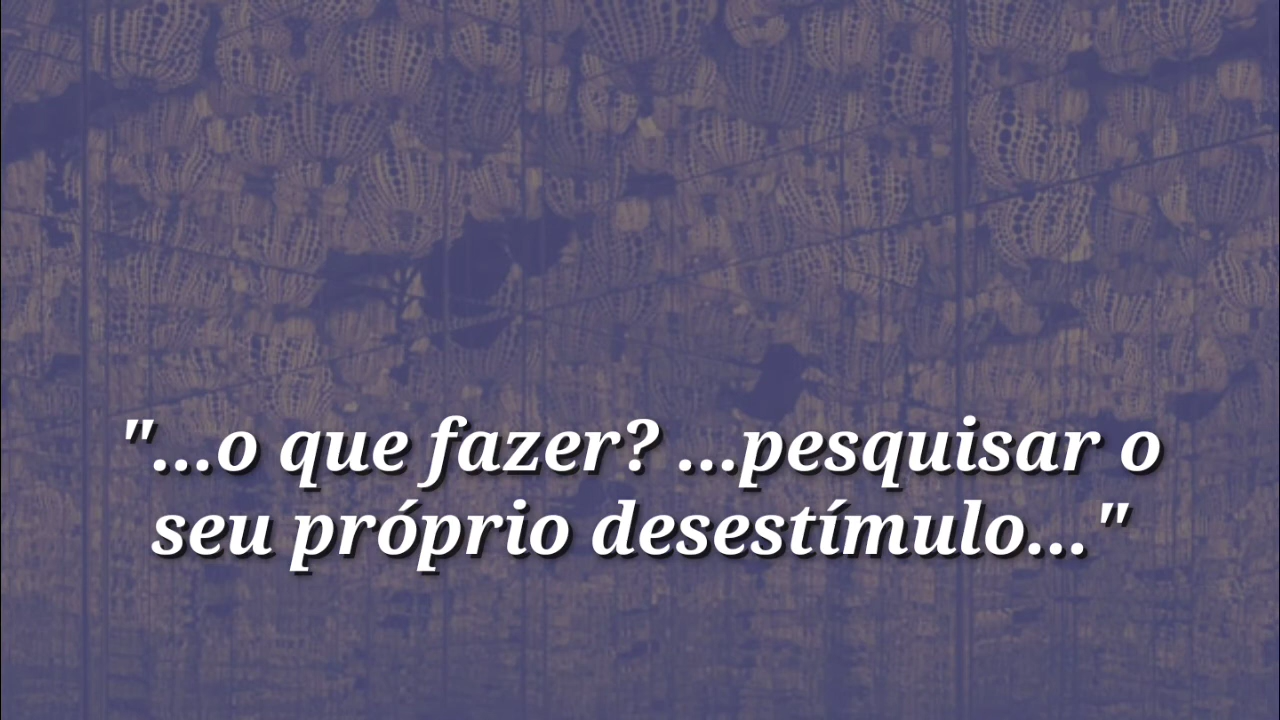 "...o que fazer? ...pesquisar o
seu próprio desestímulo..."